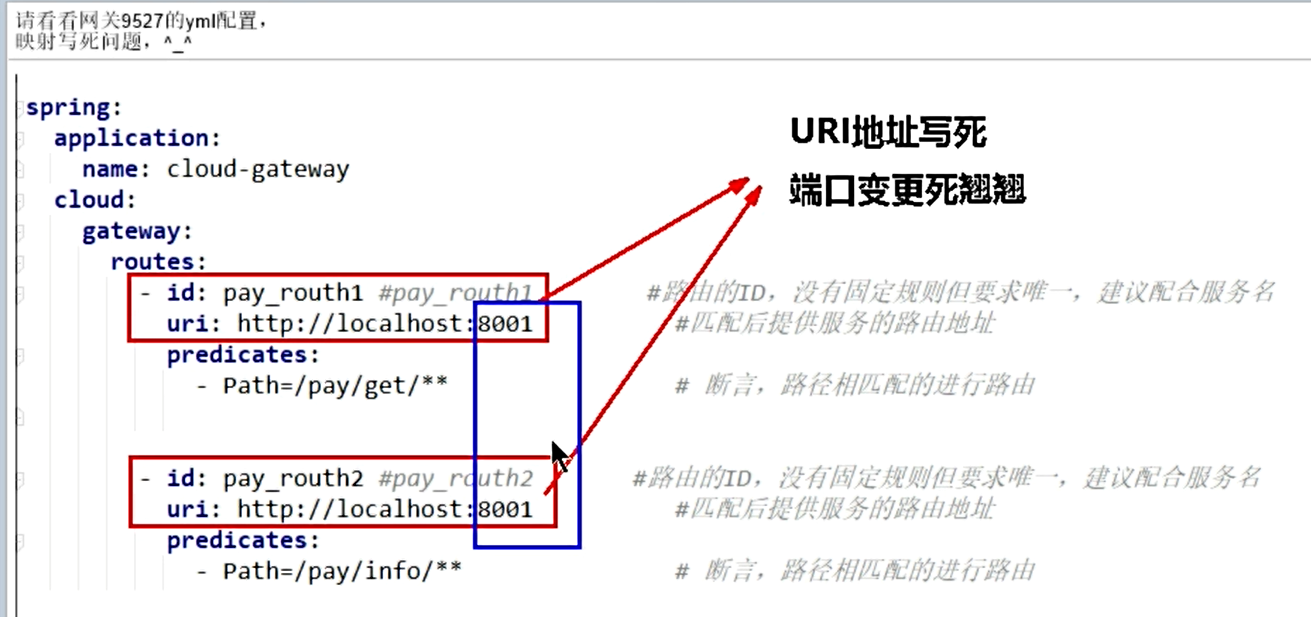 请看看网关9527的yml配置，
映射写死问题，^_^
spring:
application:
name: cloud-gateway
cloud:
gateway:
routes:
- id: pay_routh1 #pay_routh1 #路由的ID，没有固定规则但要求唯一，建议配合服务名
uri: http://localhost:8001 #匹配后提供服务的路由地址
predicates:
- Path=/pay/get/** # 断言，路径相匹配的进行路由
- id: pay_routh2 #pay_routh2 #路由的ID，没有固定规则但要求唯一，建议配合服务名
uri: http://localhost:8001 #匹配后提供服务的路由地址
predicates:
- Path=/pay/info/** # 断言，路径相匹配的进行路由
URI地址写死
端口变更死翘翘